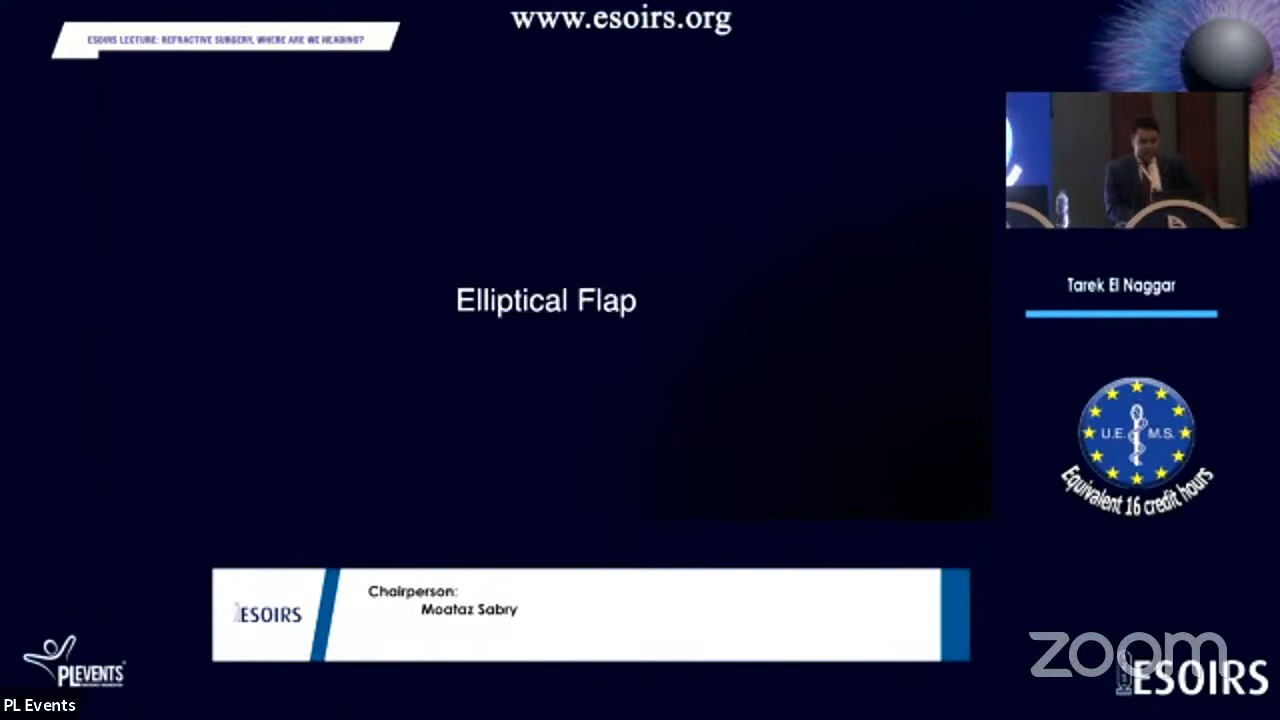 www.esoirs.org
ESOIRS LECTURE: REFRACTIVE SURGERY, WHERE ARE WE HEADING?
Elliptical Flap
Tarek El Naggar
U.E. M.S.
Equivalent 16 credit hours
ESOIRS
Chairperson:
Moataz Sabry
PLEVENTS
zoom
ESOIRS
PL Events